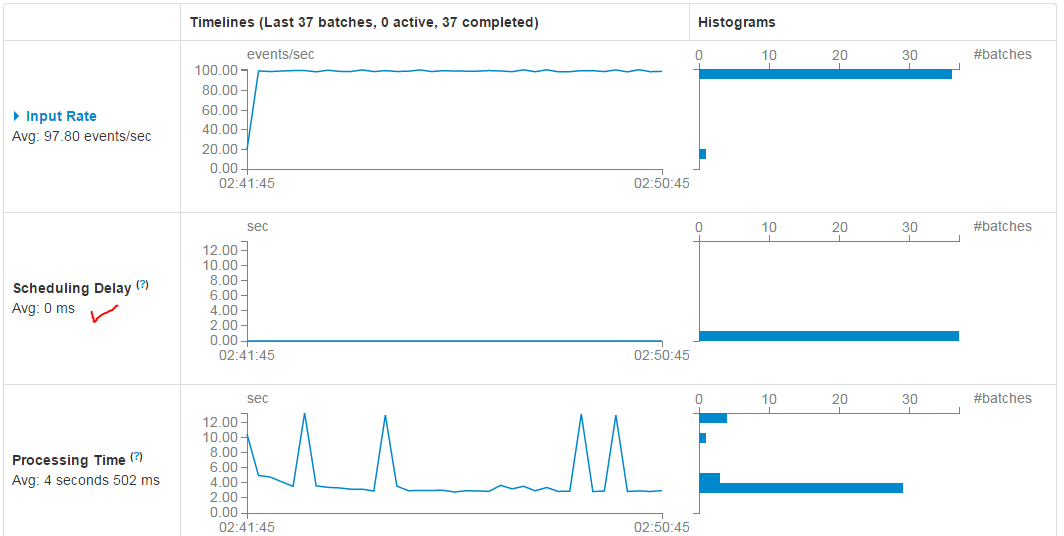 Timelines (Last 37 batches, 0 active, 37 completed)
Histograms
Input Rate
Avg: 97.80 events/sec
events/sec
100.00
80.00
60.00
40.00
20.00
0.00
02:41:45
02:50:45
0
10
20
30
#batches
Scheduling Delay (?)
Avg: 0 ms
sec
12.00
10.00
8.00
6.00
4.00
2.00
0.00
02:41:45
02:50:45
0
10
20
30
#batches
Processing Time (?)
Avg: 4 seconds 502 ms
sec
12.00
10.00
8.00
6.00
4.00
2.00
0.00
02:41:45
02:50:45
0
10
20
30
#batches